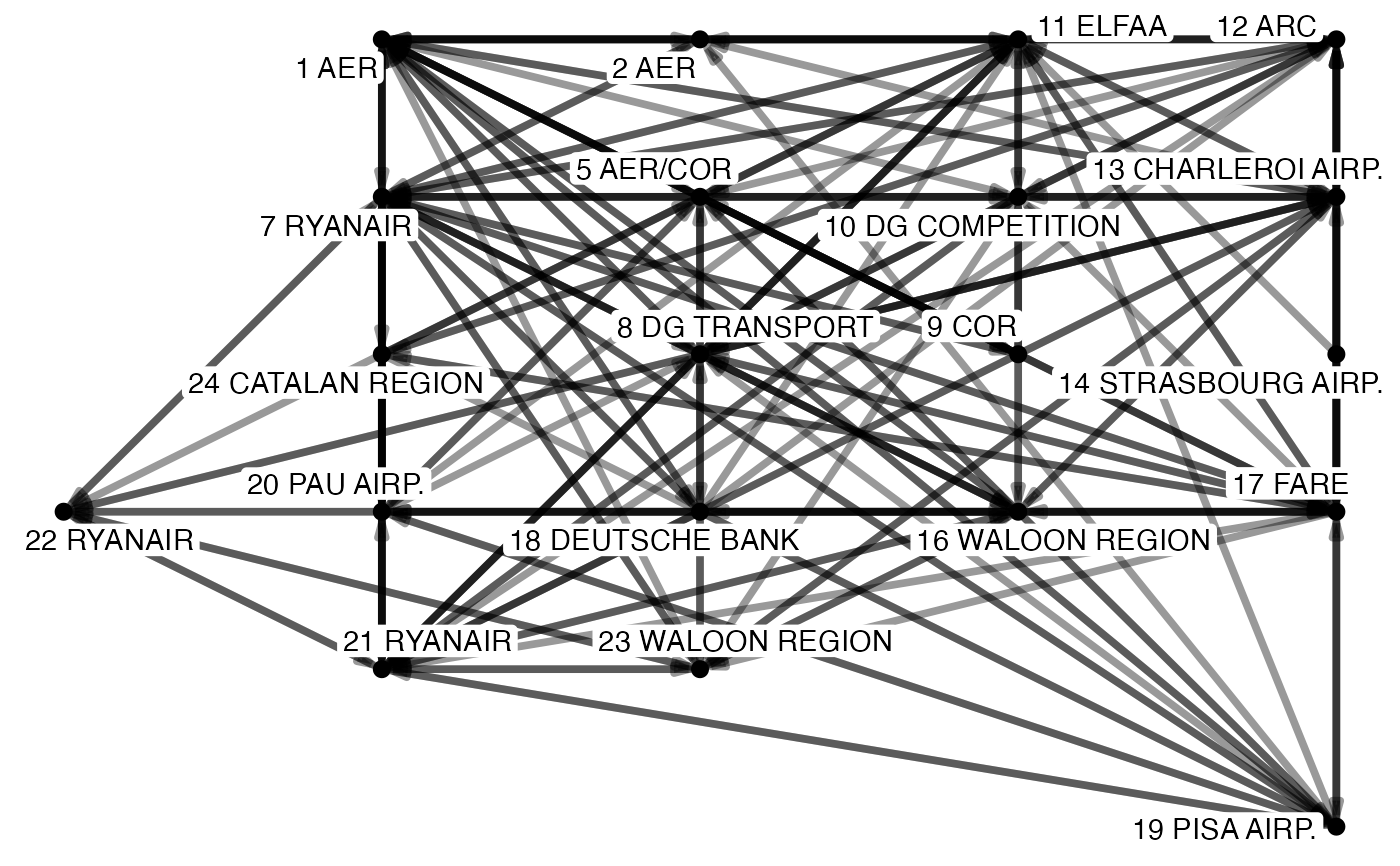 11 ELFAA
12 ARC
1 AER
2 AER
5 AER/COR
13 CHARLEROI AIRP.
7 RYANAIR
10 DG COMPETITION
8 DG TRANSPORT
9 COR
24 CATALAN REGION
14 STRASBOURG AIRP.
20 PAU AIRP.
17 FARE
22 RYANAIR
18 DEUTSCHE BANK
16 WALOON REGION
21 RYANAIR
23 WALOON REGION
19 PISA AIRP.